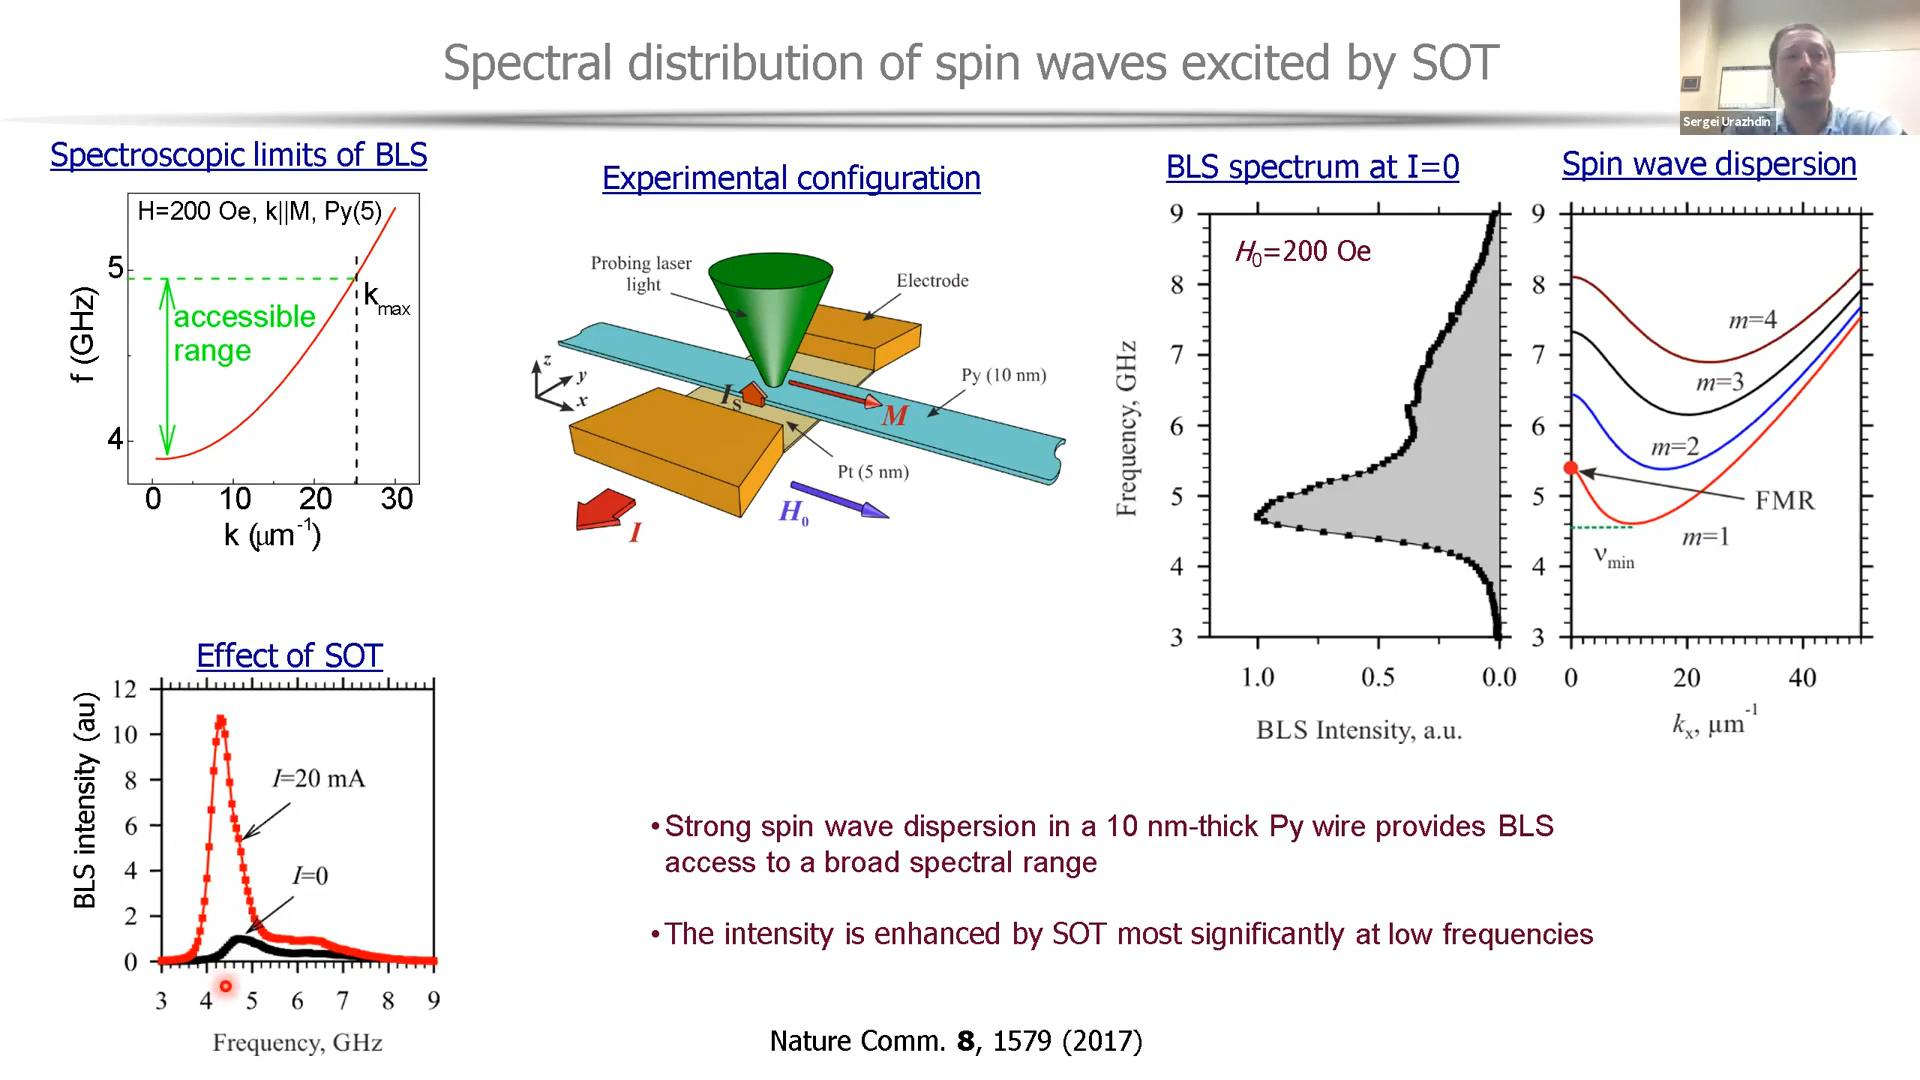 Spectral distribution of spin waves excited by SOT
Sergei Urazhdin
Spectroscopic limits of BLS
H=200 Oe, k||M, Py(5)
5
4
f (GHz)
accessible
range
kmax
0 10 20 30
k (μm-1)
Experimental configuration
Probing laser
light
Electrode
z
y
x
IS
M
Py (10 nm)
Pt (5 nm)
H0
I
BLS spectrum at I=0
H0=200 Oe
9
8
7
6
5
4
3
Frequency, GHz
1.0 0.5 0.0
BLS Intensity, a.u.
Spin wave dispersion
9
8
7
6
5
4
3
m=4
m=3
m=2
FMR
m=1
νmin
0 20 40
kx, μm-1
Effect of SOT
12
10
8
6
4
2
0
BLS intensity (au)
I=20 mA
I=0
3 4 5 6 7 8 9
Frequency, GHz
•Strong spin wave dispersion in a 10 nm-thick Py wire provides BLS
access to a broad spectral range
•The intensity is enhanced by SOT most significantly at low frequencies
Nature Comm. 8, 1579 (2017)